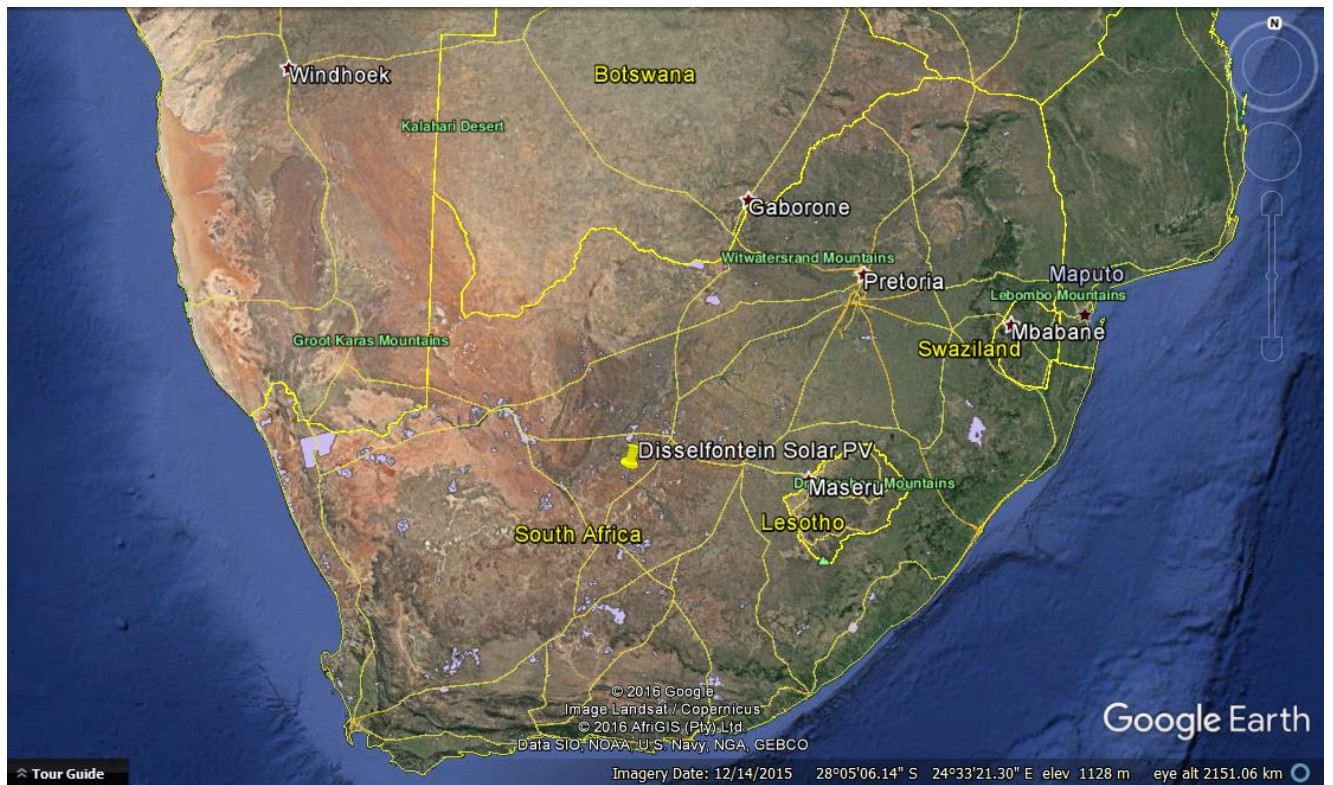 N
Windhoek
Botswana
Kalahari Desert
Gaborone
Witwatersrand Mountains
Pretoria
Maputo
Lebombo Mountains
Mbabane
Swaziland
Groot Karas Mountains
Disselfontein Solar PV
Mountains
Maseru
Lesotho
South Africa
© 2016 Google
Image Landsat / Copernicus
© 2016 AfriGIS (Pty) Ltd.
Data SIO, NOAA, U.S. Navy, NGA, GEBCO
Google Earth
Tour Guide
Imagery Date: 12/14/2015 28°05'06.14" S 24°33'21.30" E elev 1128 m eye alt 2151.06 km